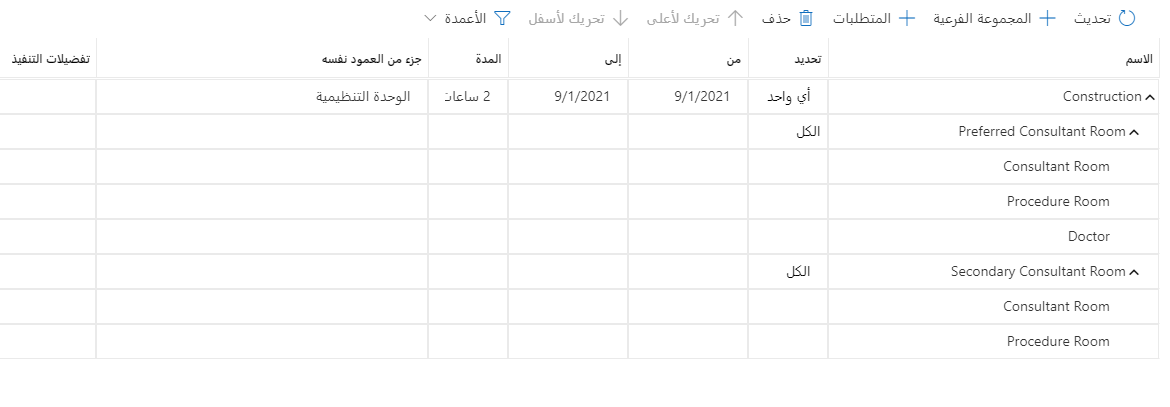 تحديث المجموعة الفرعية المتطلبات حذف تحريك لأعلى تحريك لأسفل الأعمدة
الاسم تحديد من إلى المدة جزء من العمود نفسه تفضيلات التنفيذ
Construction أي واحد 9/1/2021 9/1/2021 2 ساعات الوحدة التنظيمية
Preferred Consultant Room الكل
Consultant Room
Procedure Room
Doctor
Secondary Consultant Room الكل
Consultant Room
Procedure Room